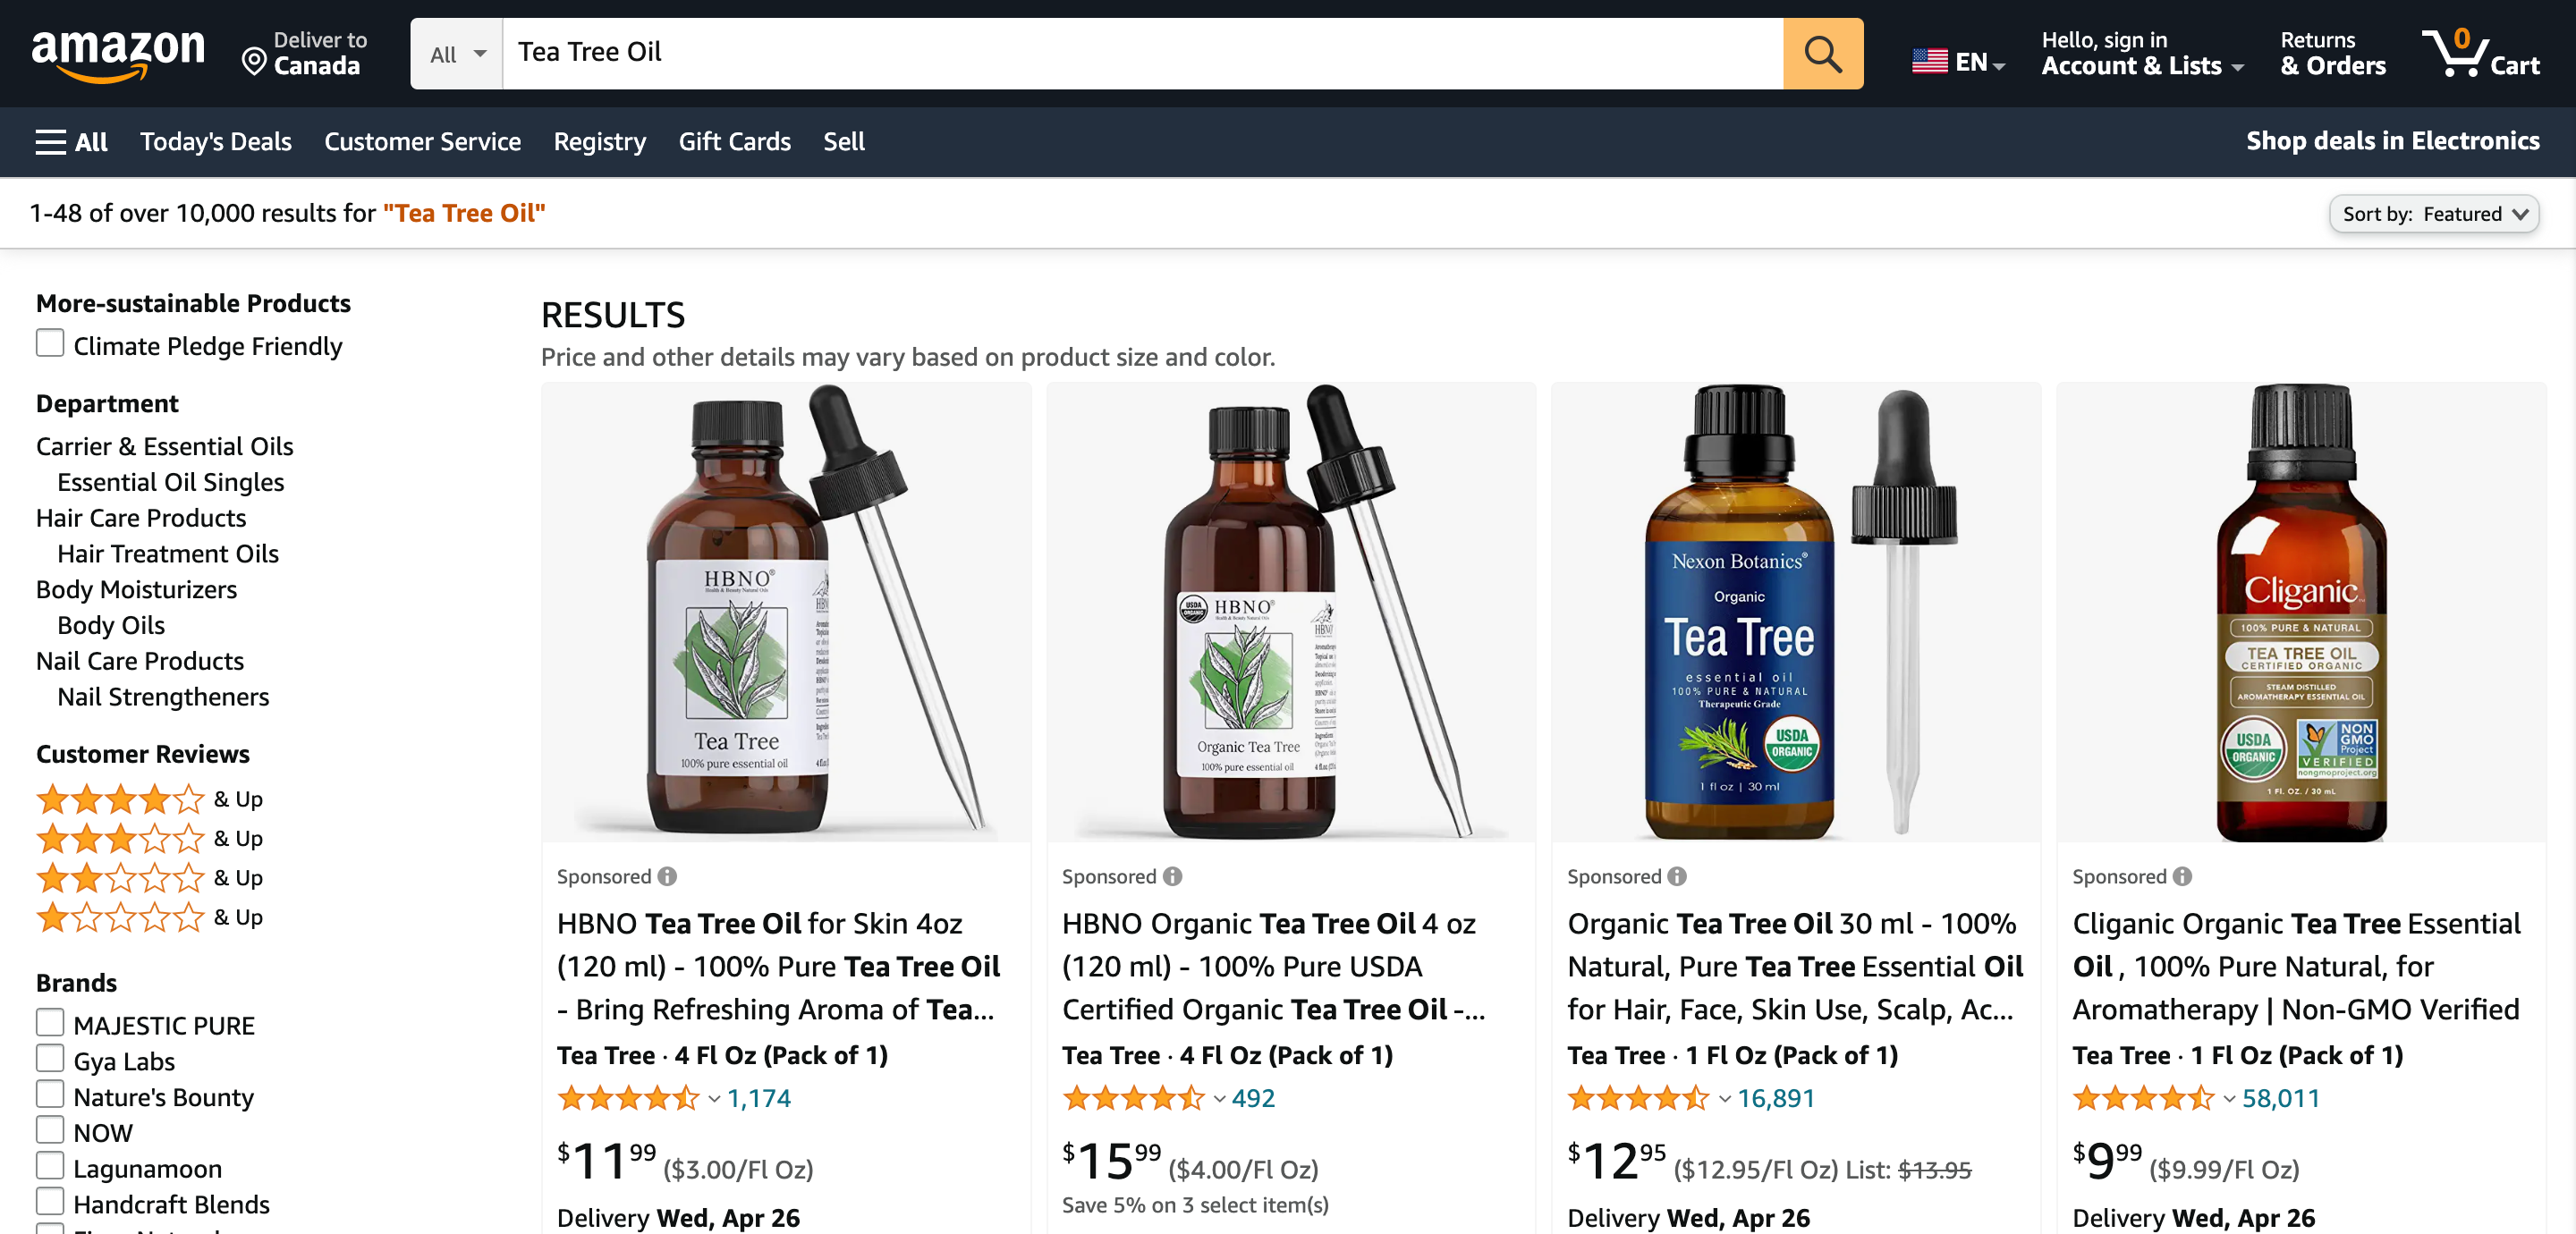 amazon
Deliver to
Canada
All
Tea Tree Oil
EN
Hello, sign in
Account & Lists
Returns
& Orders
0
Cart
All
Today's Deals
Customer Service
Registry
Gift Cards
Sell
Shop deals in Electronics
1-48 of over 10,000 results for "Tea Tree Oil"
Sort by: Featured
More-sustainable Products
Climate Pledge Friendly
Department
Carrier & Essential Oils
Essential Oil Singles
Hair Care Products
Hair Treatment Oils
Body Moisturizers
Body Oils
Nail Care Products
Nail Strengtheners
Customer Reviews
& Up
& Up
& Up
& Up
Brands
MAJESTIC PURE
Gya Labs
Nature's Bounty
NOW
Lagunamoon
Handcraft Blends
RESULTS
Price and other details may vary based on product size and color.
HBNO®
Health & Beauty Natural Oils
Tea Tree
100% pure essential oil
Sponsored
HBNO Tea Tree Oil for Skin 4oz
(120 ml) - 100% Pure Tea Tree Oil
- Bring Refreshing Aroma of Tea...
Tea Tree · 4 Fl Oz (Pack of 1)
1,174
$11.99 ($3.00/Fl Oz)
Delivery Wed, Apr 26
USDA
ORGANIC
HBNO®
Health & Beauty Natural Oils
Organic Tea Tree
100% pure essential oil
Sponsored
HBNO Organic Tea Tree Oil 4 oz
(120 ml) - 100% Pure USDA
Certified Organic Tea Tree Oil -...
Tea Tree · 4 Fl Oz (Pack of 1)
492
$15.99 ($4.00/Fl Oz)
Save 5% on 3 select item(s)
Nexon Botanics®
Organic
Tea Tree
essential oil
100% PURE & NATURAL
Therapeutic Grade
USDA
ORGANIC
1 fl oz | 30 ml
Sponsored
Organic Tea Tree Oil 30 ml - 100%
Natural, Pure Tea Tree Essential Oil
for Hair, Face, Skin Use, Scalp, Ac...
Tea Tree · 1 Fl Oz (Pack of 1)
16,891
$12.95 ($12.95/Fl Oz) List: $13.95
Delivery Wed, Apr 26
Cliganic
100% PURE & NATURAL
TEA TREE OIL
CERTIFIED ORGANIC
STEAM DISTILLED
AROMATHERAPY ESSENTIAL OIL
USDA
ORGANIC
NON
GMO
Project
VERIFIED
nongmoproject.org
1 FL. OZ. / 30 mL
Sponsored
Cliganic Organic Tea Tree Essential
Oil , 100% Pure Natural, for
Aromatherapy | Non-GMO Verified
Tea Tree · 1 Fl Oz (Pack of 1)
58,011
$9.99 ($9.99/Fl Oz)
Delivery Wed, Apr 26